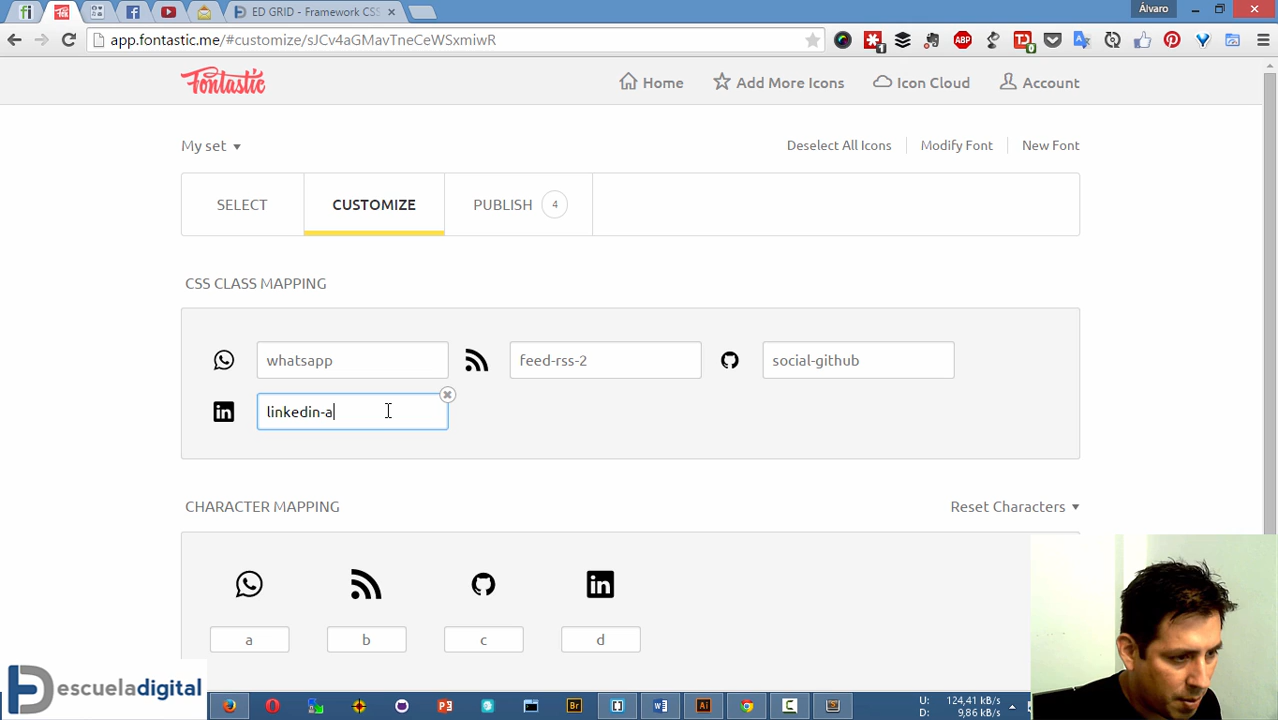 ED GRID - Framework CSS
Álvaro
app.fontastic.me/#customize/sJCv4aGMavTneCeWSxmiwR
Fontastic
Home
Add More Icons
Icon Cloud
Account
My set
Deselect All Icons
Modify Font
New Font
SELECT
CUSTOMIZE
PUBLISH
4
CSS CLASS MAPPING
whatsapp
feed-rss-2
social-github
in
linkedin-a
CHARACTER MAPPING
Reset Characters
in
a
b
c
d
escueladigital
U: 124,41 kB/s
D: 9,86 kB/s